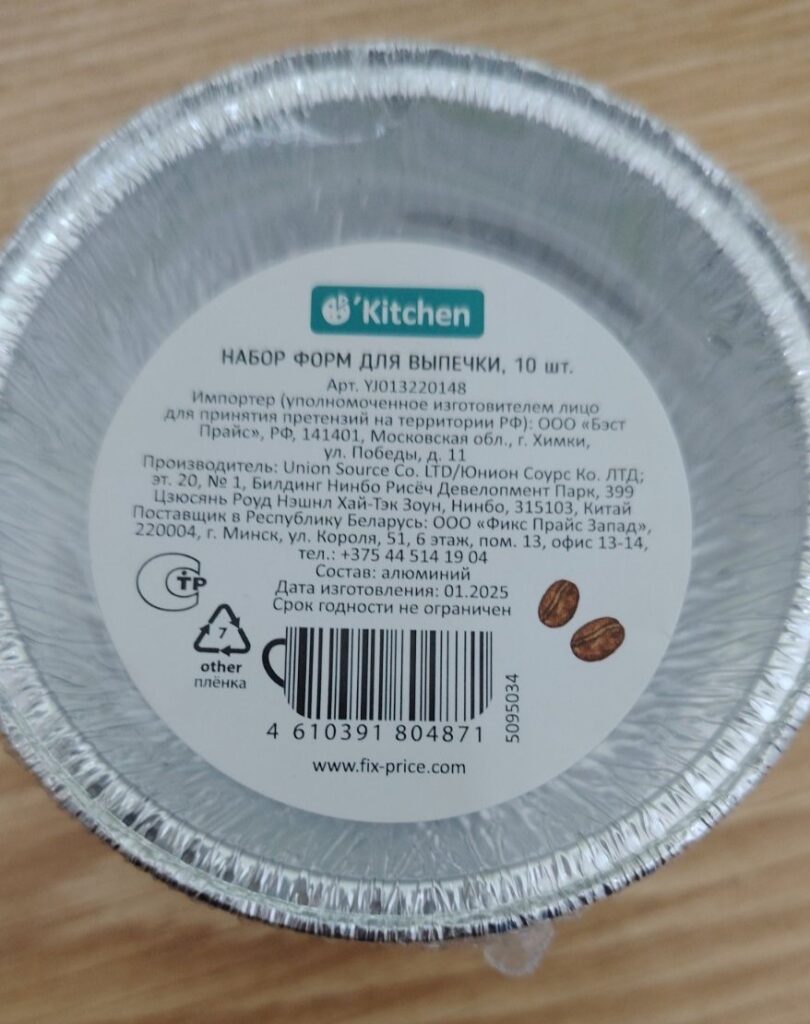 'Kitchen
НАБОР ФОРМ ДЛЯ ВЫПЕЧКИ, 10 шт.
Арт. YJ013220148
Импортер (уполномоченное изготовителем лицо
для принятия претензий на территории РФ): ООО «Бэст
Прайс», РФ, 141401, Московская обл., г. Химки,
ул. Победы, д. 11
Производитель: Union Source Co. LTD/Юнион Соурс Ко. ЛТД;
эт. 20, № 1, Билдинг Нинбо Рисёч Девелопмент Парк, 399
Цзюсянь Роуд Нэшнл Хай-Тэк Зоун, Нинбо, 315103, Китай
Поставщик в Республику Беларусь: ООО «Фикс Прайс Запад»,
220004, г. Минск, ул. Короля, 51, 6 этаж, пом. 13, офис 13-14,
тел.: +375 44 514 19 04
Состав: алюминий
Дата изготовления: 01.2025
Срок годности не ограничен
СТР
7
other
плёнка
4 610391 804871
5095034
www.fix-price.com